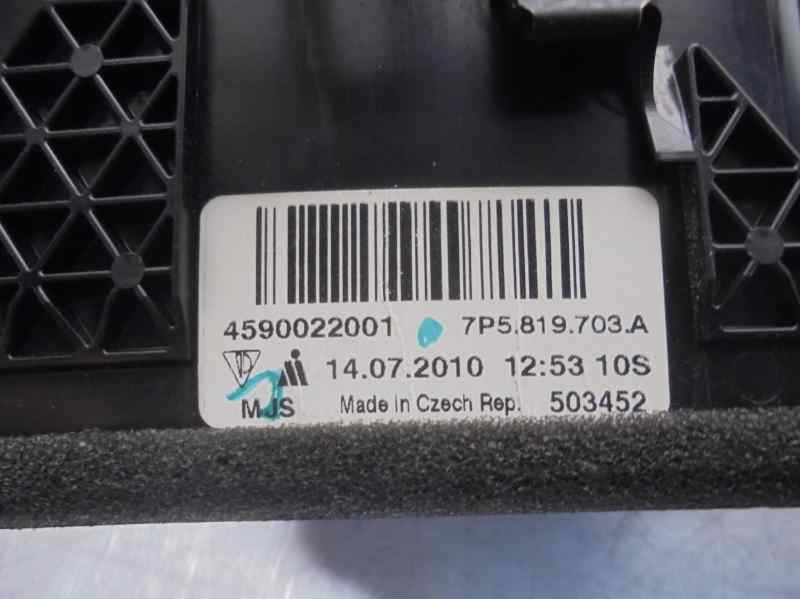 4590022001 7P5.819.703.A
14.07.2010 12:53 10S
MJS Made in Czech Rep. 503452